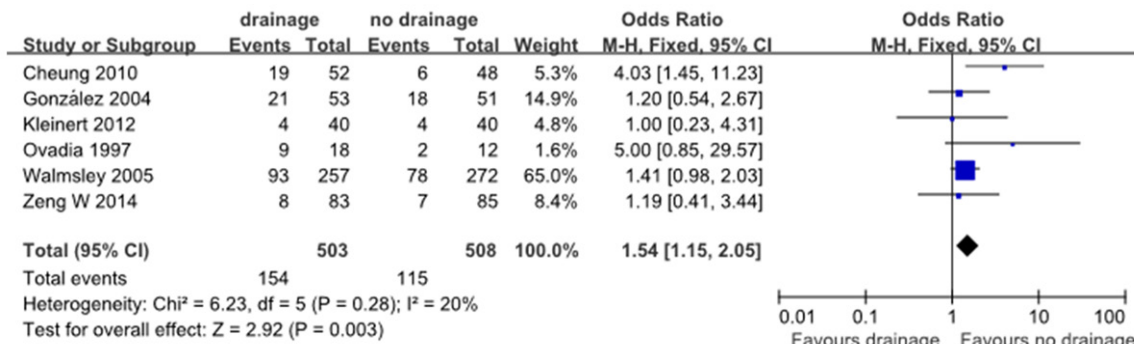 drainage no drainage Odds Ratio Odds Ratio
Study or Subgroup Events Total Events Total Weight M-H, Fixed, 95% CI M-H, Fixed, 95% CI
Cheung 2010 19 52 6 48 5.3% 4.03 [1.45, 11.23]
González 2004 21 53 18 51 14.9% 1.20 [0.54, 2.67]
Kleinert 2012 4 40 4 40 4.8% 1.00 [0.23, 4.31]
Ovadia 1997 9 18 2 12 1.6% 5.00 [0.85, 29.57]
Walmsley 2005 93 257 78 272 65.0% 1.41 [0.98, 2.03]
Zeng W 2014 8 83 7 85 8.4% 1.19 [0.41, 3.44]
Total (95% CI) 503 508 100.0% 1.54 [1.15, 2.05]
Total events 154 115
Heterogeneity: Chi² = 6.23, df = 5 (P = 0.28); I² = 20%
Test for overall effect: Z = 2.92 (P = 0.003)
0.01 0.1 1 10 100
Favours drainage Favours no drainage